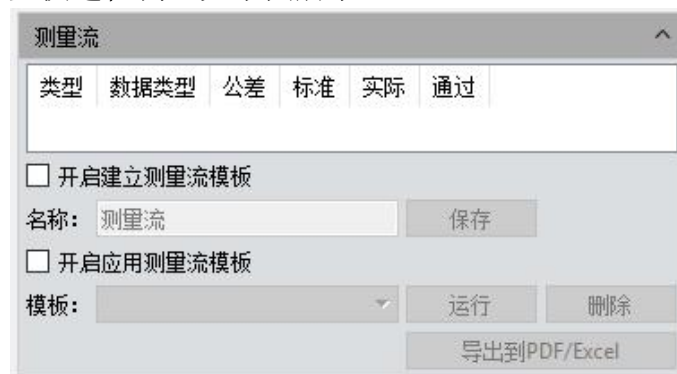 测量流
类型 数据类型 公差 标准 实际 通过
开启建立测量流模板
名称： 测量流 保存
开启应用测量流模板
模板： 运行 删除
导出到PDF/Excel